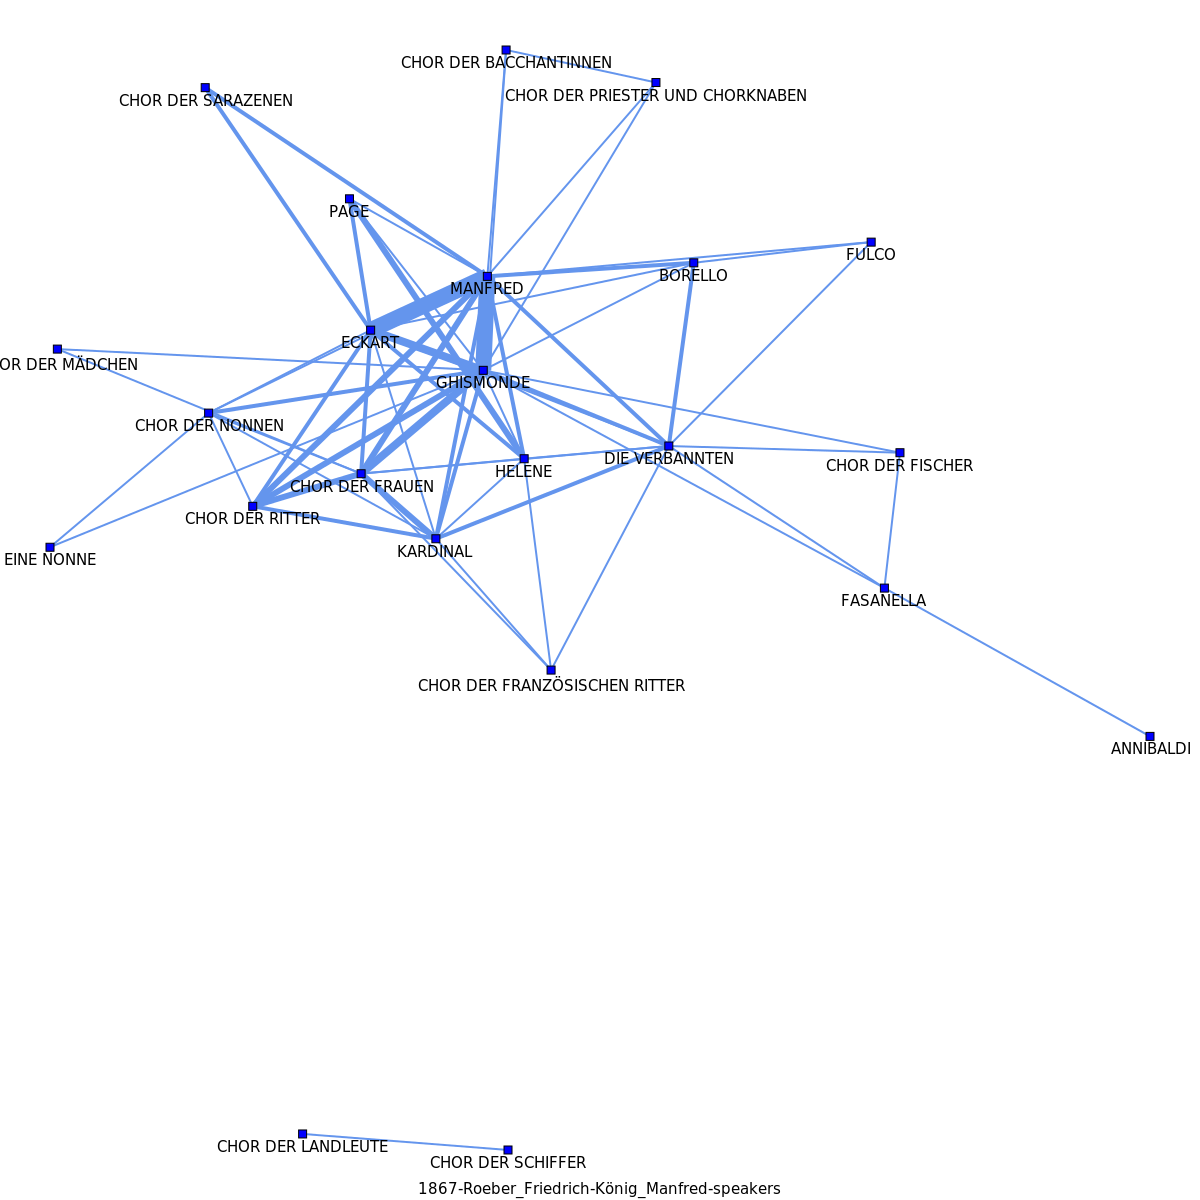 CHOR DER BACCHANTINNEN
CHOR DER PRIESTER UND CHORKNABEN
CHOR DER SARAZENEN
PAGE
FULCO
BORELLO
MANFRED
ECKART
OR DER MÄDCHEN
GHISMONDE
CHOR DER NONNEN
DIE VERBANNTEN
CHOR DER FISCHER
HELENE
CHOR DER FRAUEN
CHOR DER RITTER
KARDINAL
EINE NONNE
FASANELLA
CHOR DER FRANZÖSISCHEN RITTER
ANNIBALDI
CHOR DER LANDLEUTE
CHOR DER SCHIFFER
1867-Roeber_Friedrich-König_Manfred-speakers